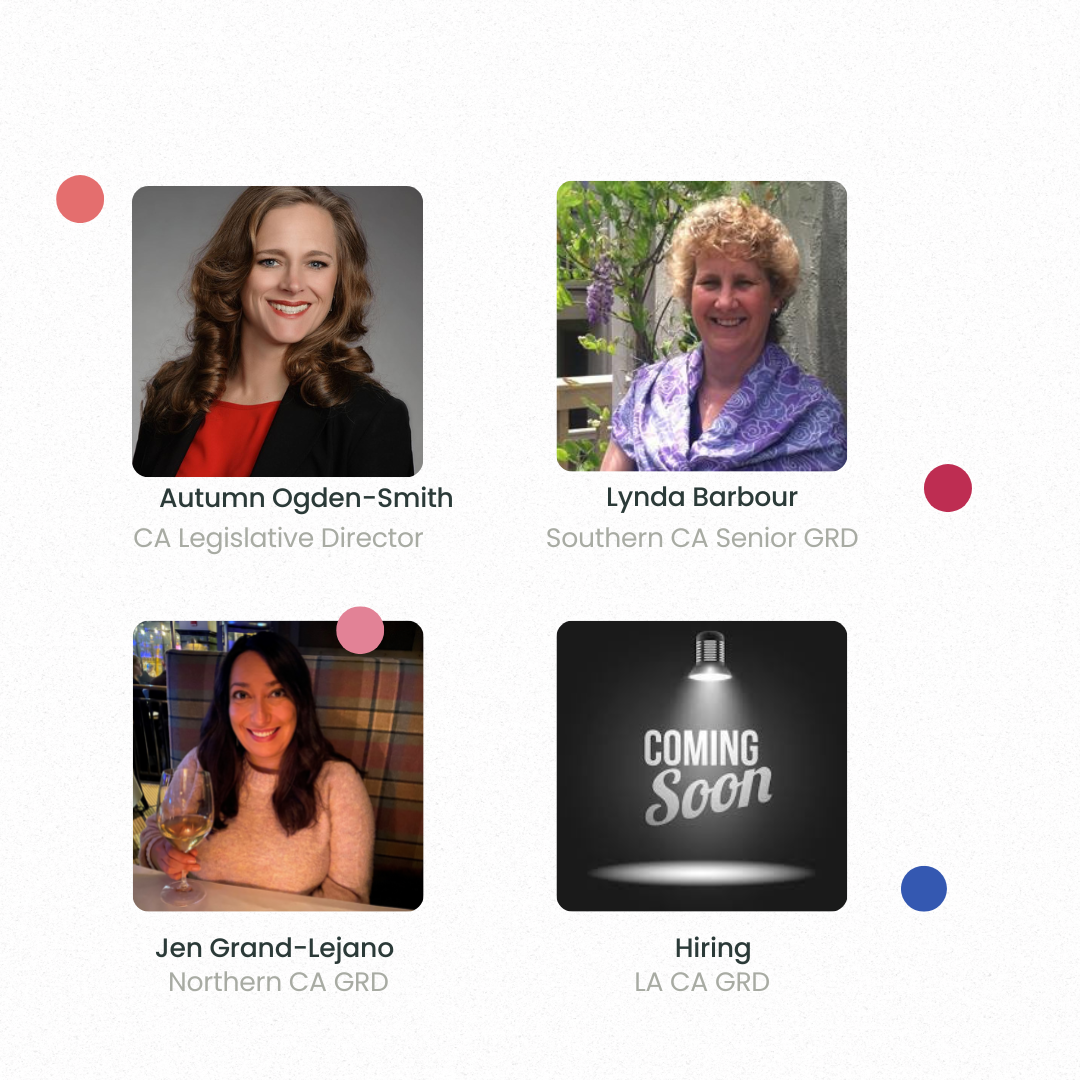 Autumn Ogden-Smith
CA Legislative Director
Lynda Barbour
Southern CA Senior GRD
COMING
Soon
Jen Grand-Lejano
Northern CA GRD
Hiring
LA CA GRD